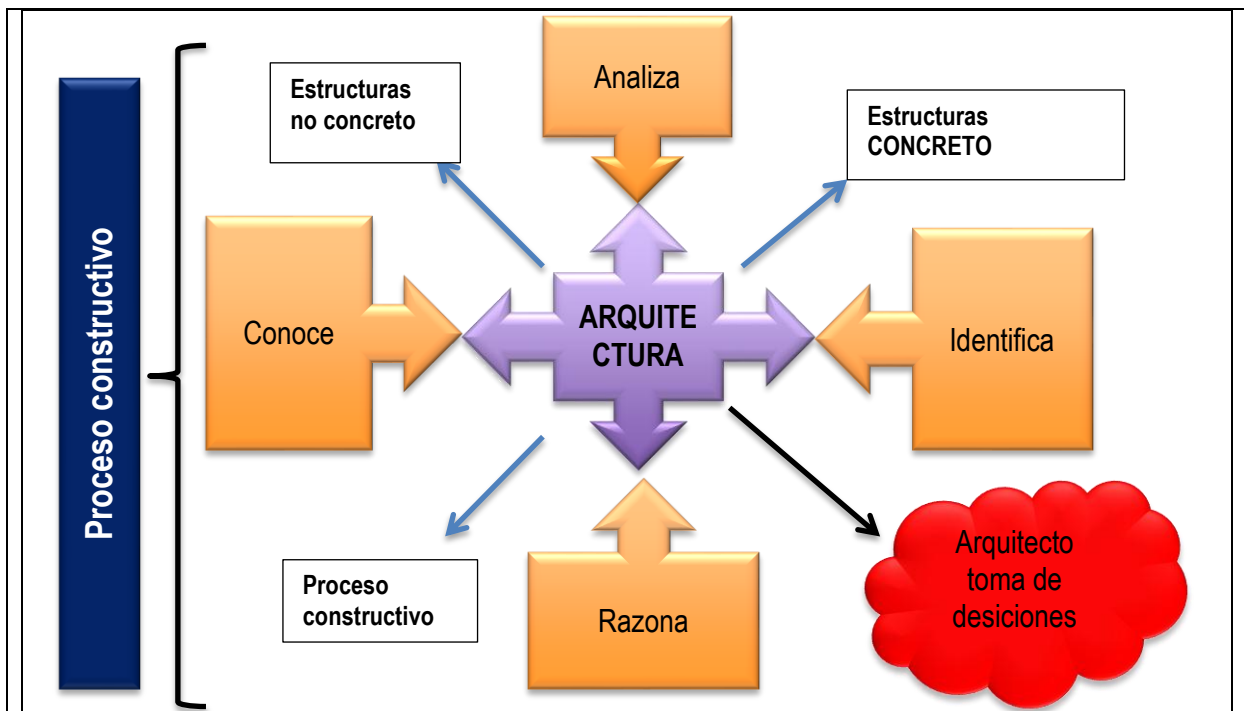 Proceso constructivo
Estructuras
no concreto
Analiza
Estructuras
CONCRETO
Conoce
ARQUITE
CTURA
Identifica
Proceso
constructivo
Razona
Arquitecto
toma de
desiciones